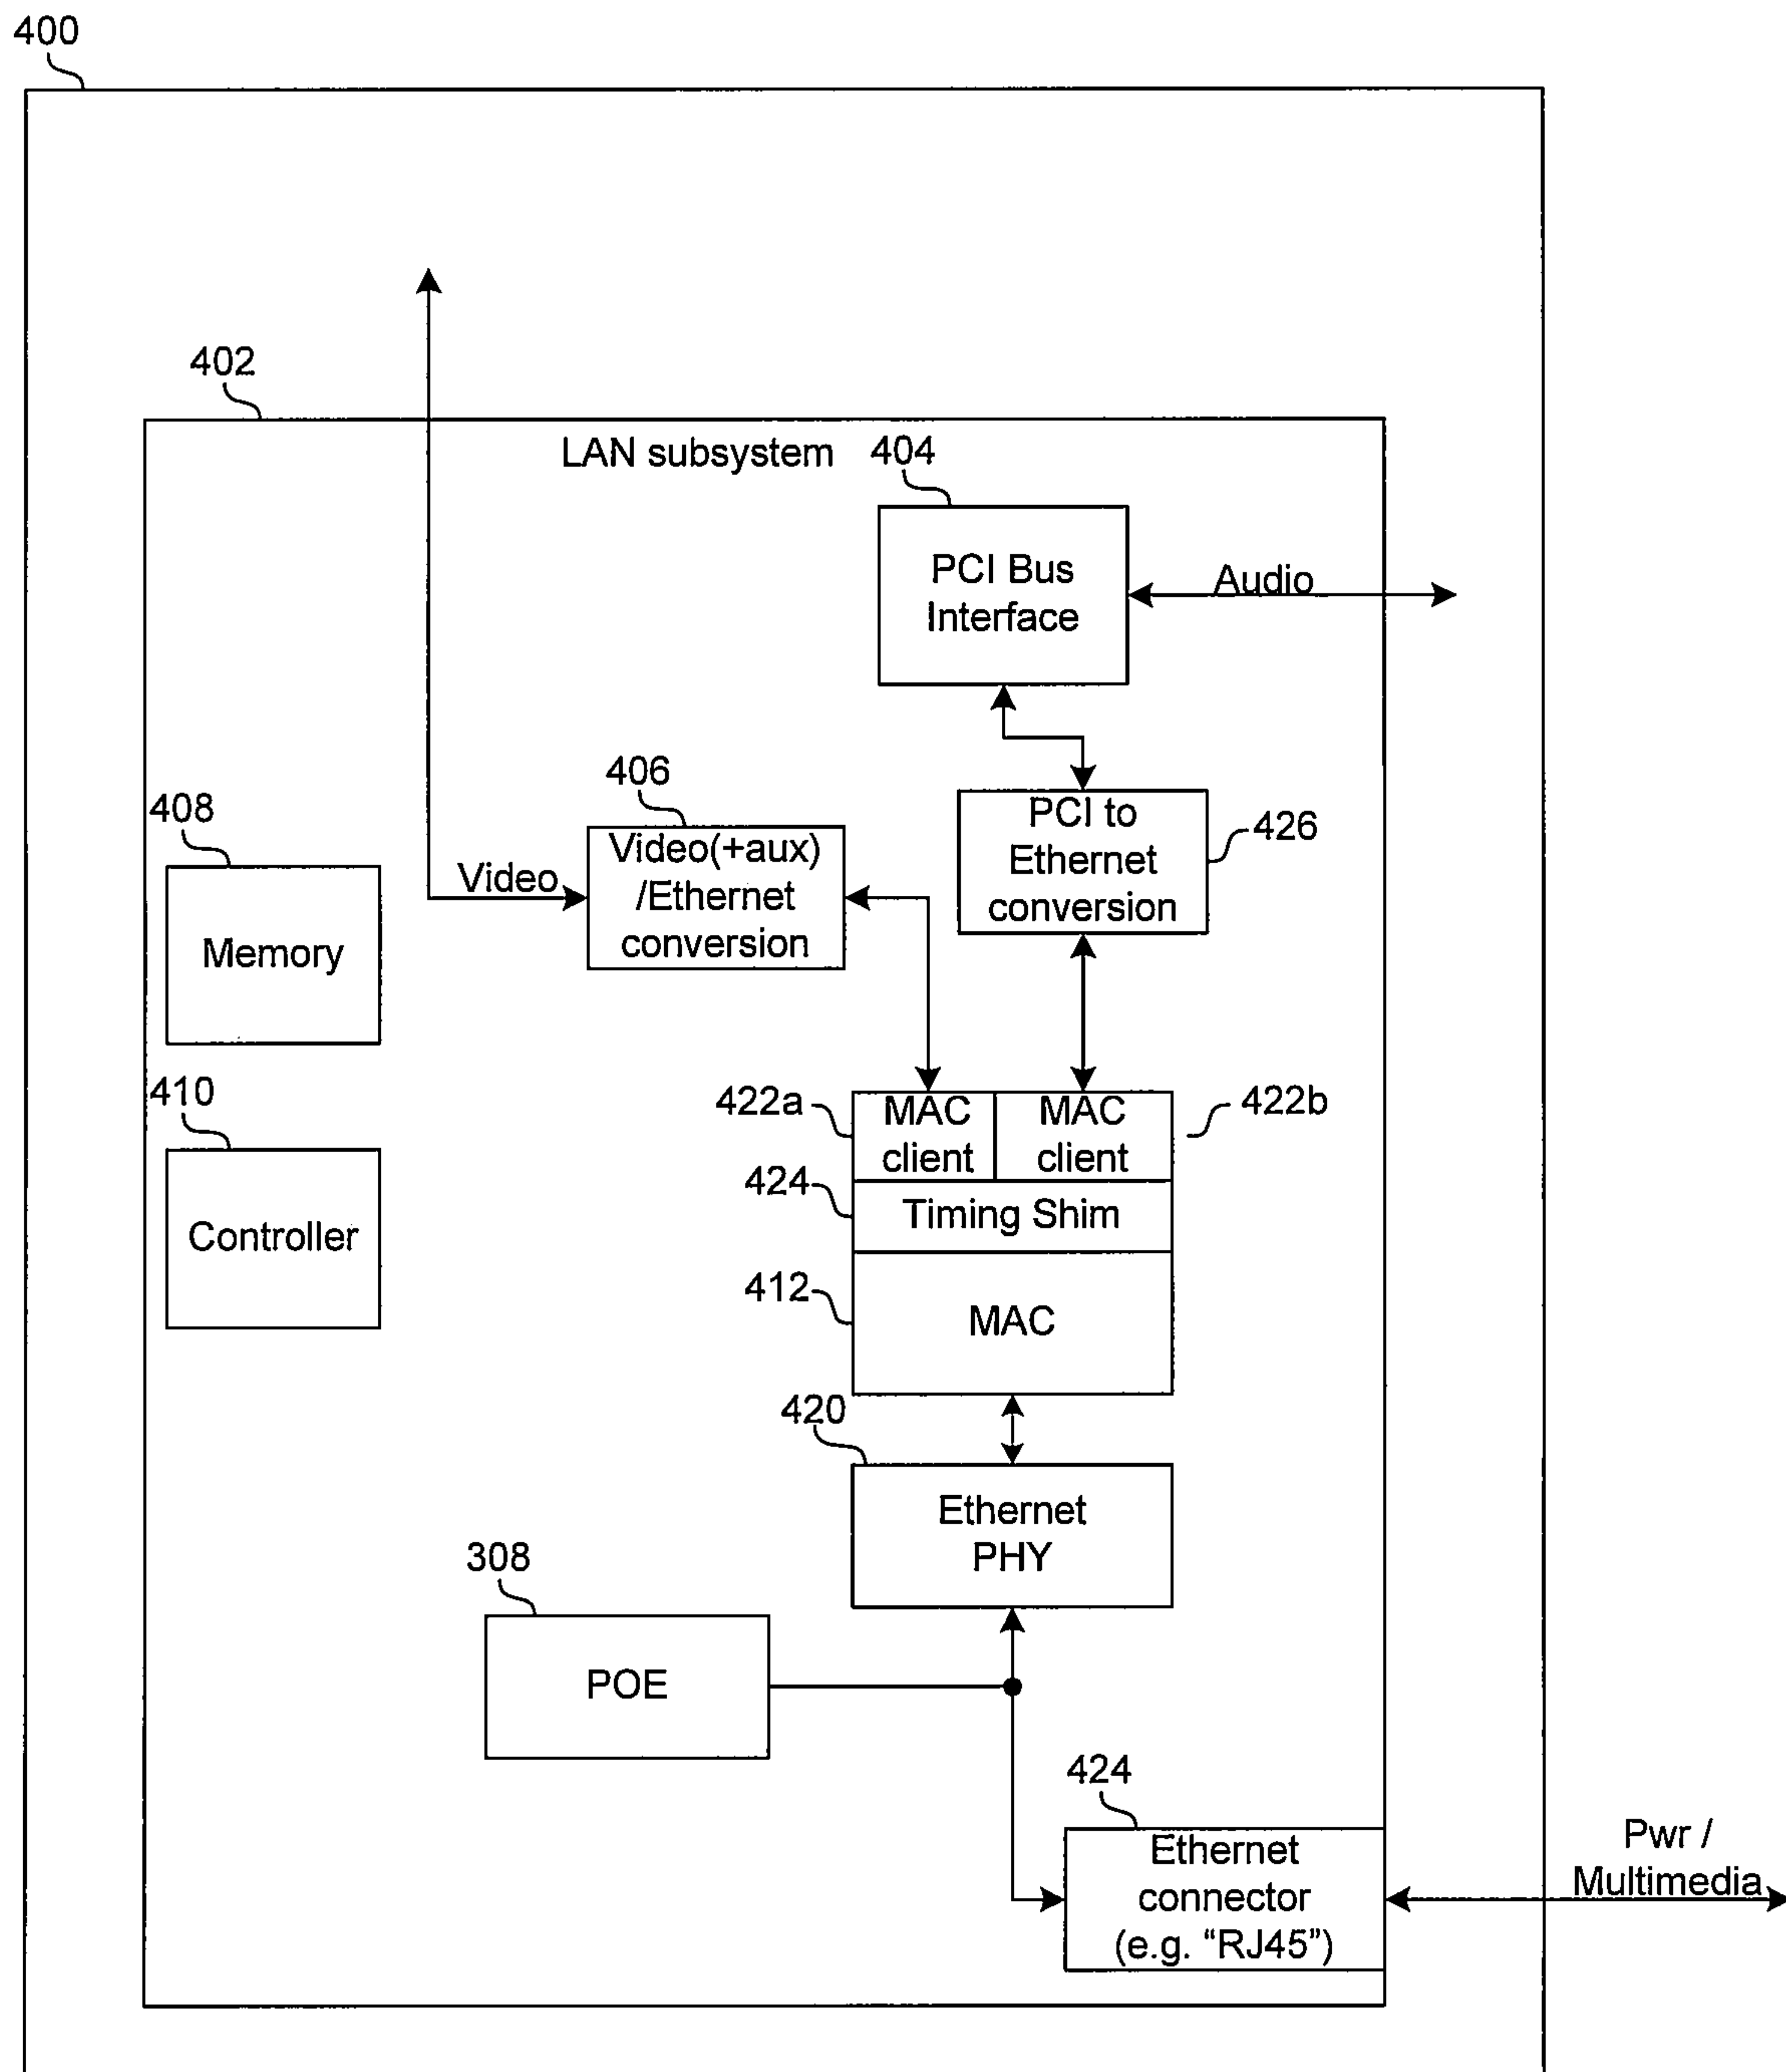 400
402
LAN subsystem
404
PCI Bus
Interface
Audio
406
Video(+aux)
/Ethernet
conversion
Video
PCI to
Ethernet
conversion
426
408
Memory
410
Controller
422a
MAC
client
MAC
client
422b
424
Timing Shim
412
MAC
420
Ethernet
PHY
308
POE
424
Ethernet
connector
(e.g. “RJ45”)
Pwr /
Multimedia